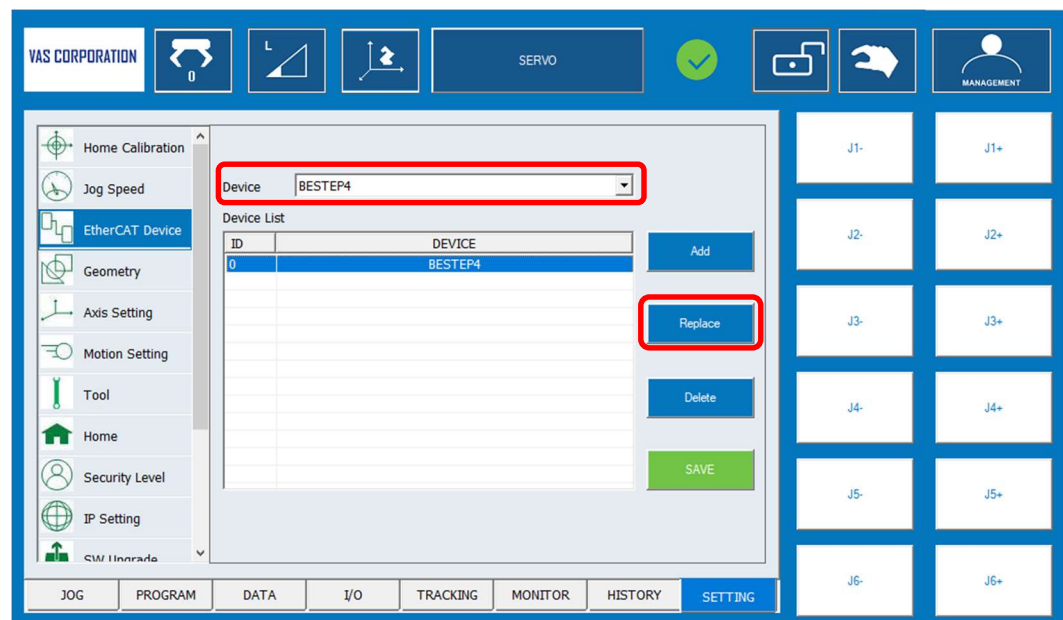 VAS CORPORATION
0
L
SERVO
MANAGEMENT
Home Calibration
Jog Speed
EtherCAT Device
Geometry
Axis Setting
Motion Setting
Tool
Home
Security Level
IP Setting
SW Upgrade
Device BESTEP4
Device List
ID DEVICE
0 BESTEP4
Add
Replace
Delete
SAVE
J1- J1+
J2- J2+
J3- J3+
J4- J4+
J5- J5+
J6- J6+
JOG PROGRAM DATA I/O TRACKING MONITOR HISTORY SETTING